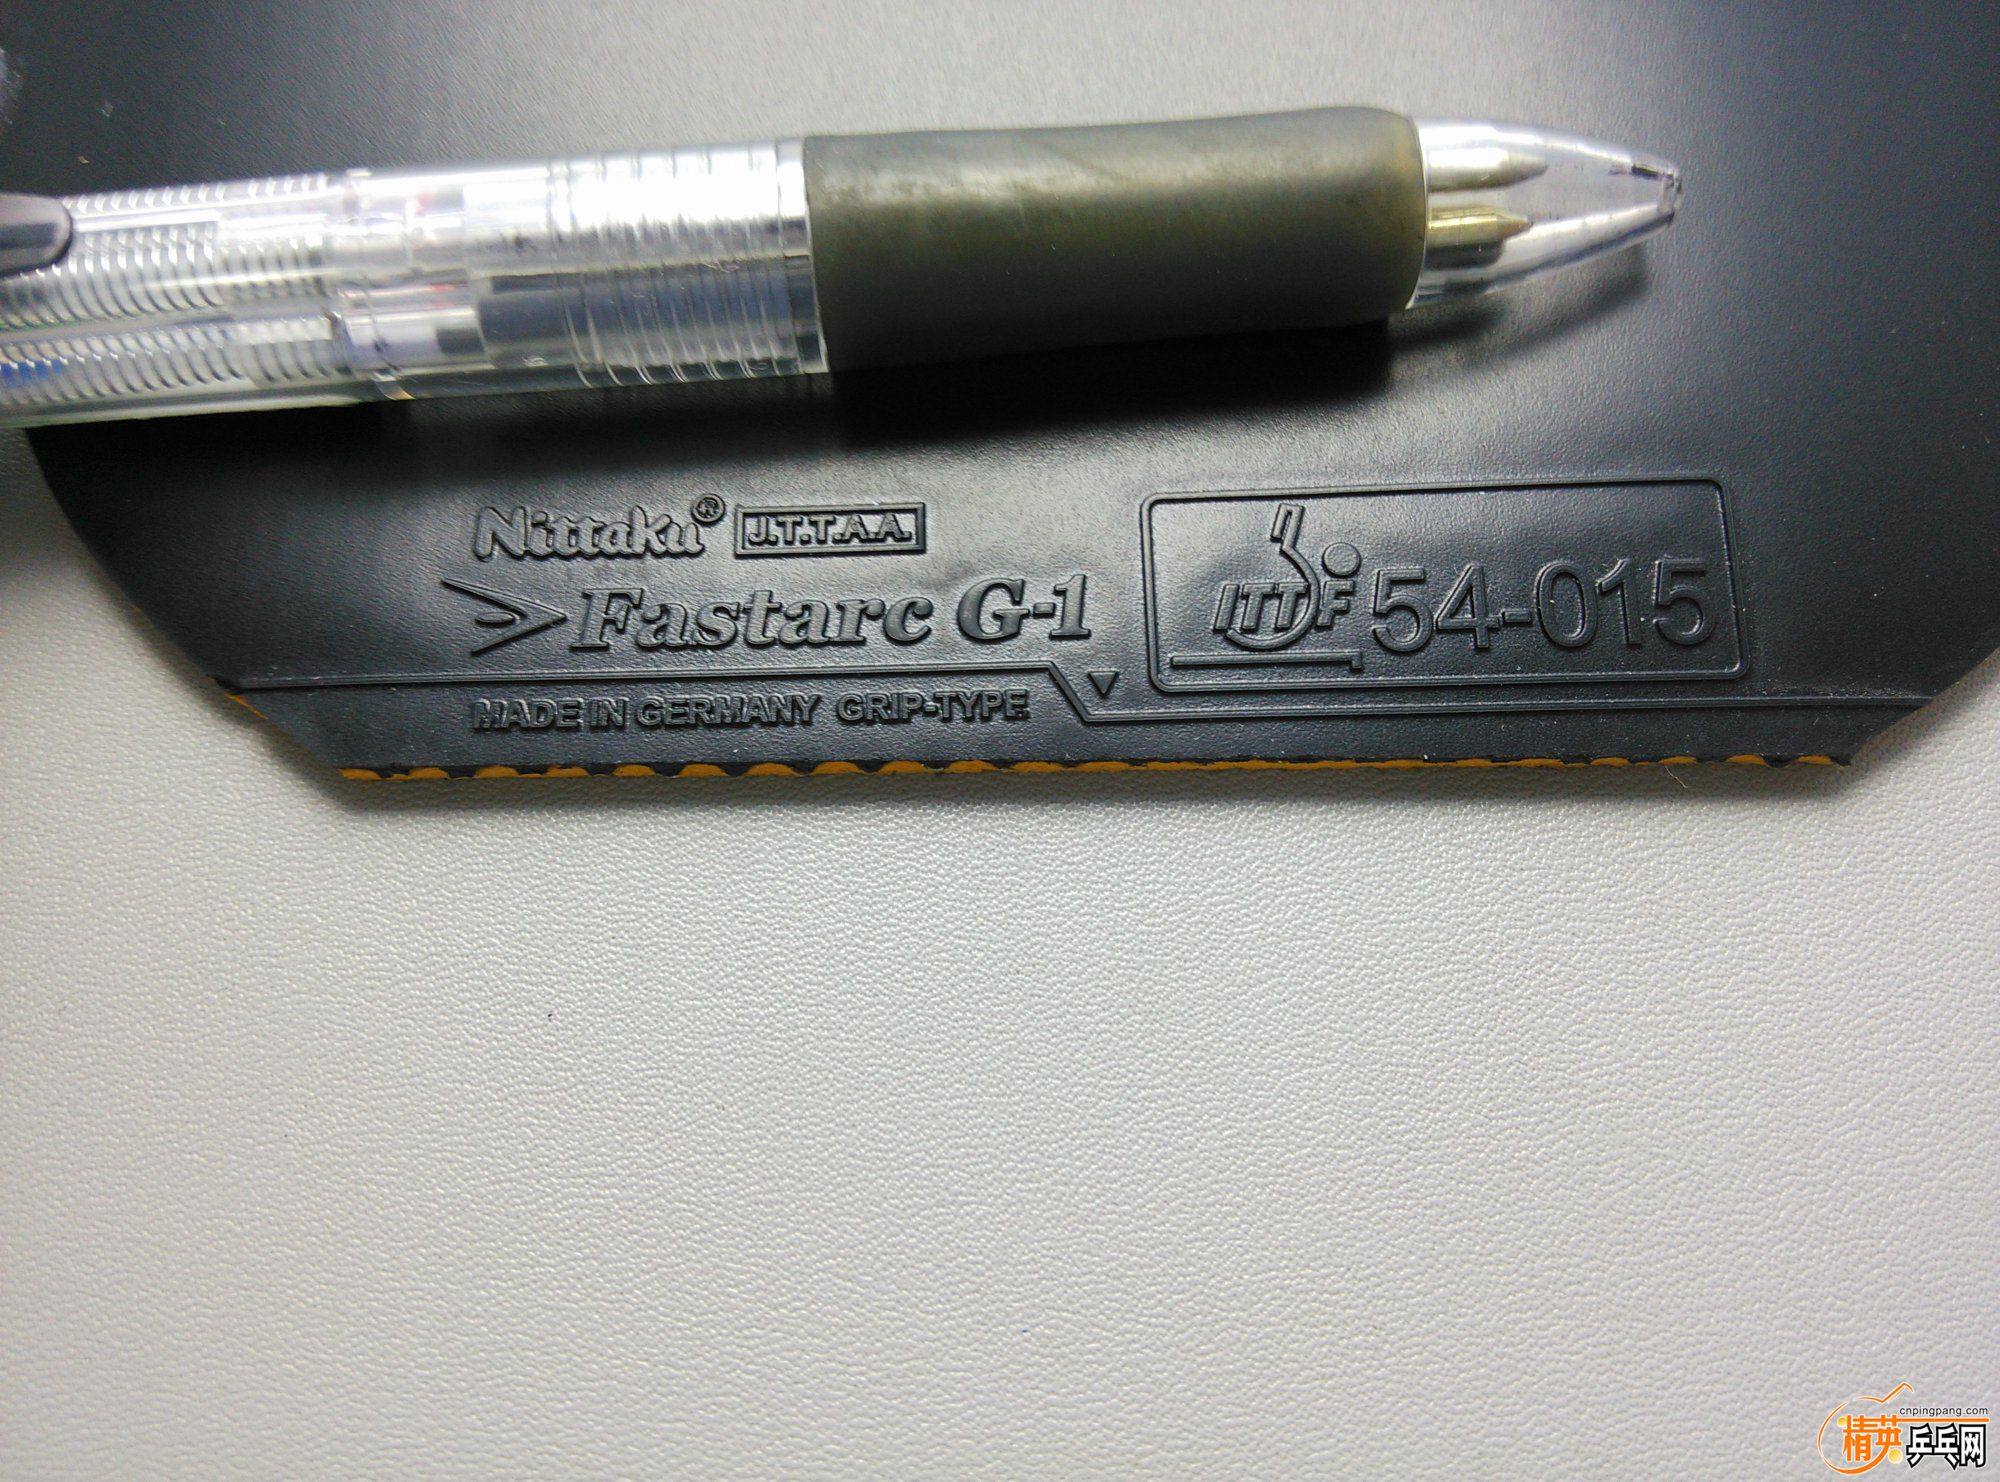 Nittaku® J.T.T.A.A.
Fastarc G-1
ITTF 54-015
MADE IN GERMANY GRIP-TYPE
cnpingpang.com
精英乒乓网